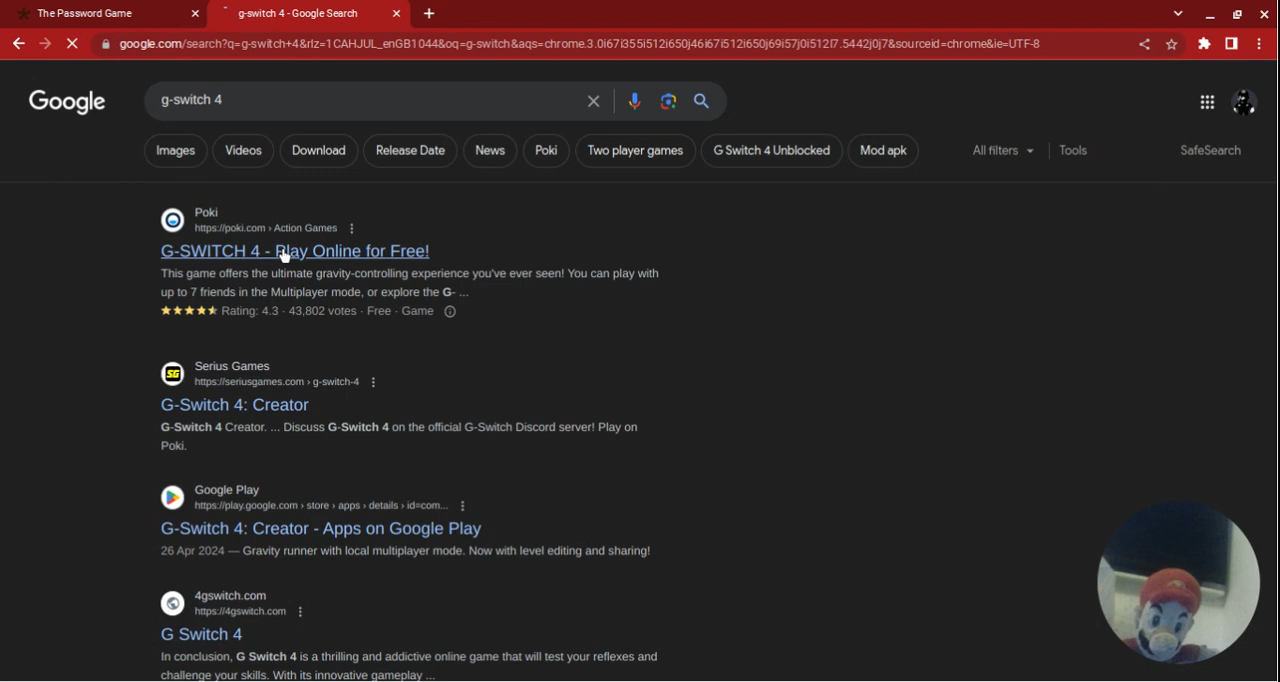 The Password Game
g-switch 4 - Google Search
google.com/search?q=g-switch+4&rlz=1CAHJUL_enGB1044&oq=g-switch&aqs=chrome.3.0i67i355i512i650j46i67i512i650j69i57j0i512l7.5442j0j7&sourceid=chrome&ie=UTF-8
Google
g-switch 4
Images
Videos
Download
Release Date
News
Poki
Two player games
G Switch 4 Unblocked
Mod apk
All filters
Tools
SafeSearch
Poki
https://poki.com › Action Games
G-SWITCH 4 - Play Online for Free!
This game offers the ultimate gravity-controlling experience you've ever seen! You can play with
up to 7 friends in the Multiplayer mode, or explore the G- ...
Rating: 4.3 · 43,802 votes · Free · Game
SG
Serius Games
https://seriusgames.com › g-switch-4
G-Switch 4: Creator
G-Switch 4 Creator. ... Discuss G-Switch 4 on the official G-Switch Discord server! Play on
Poki.
Google Play
https://play.google.com › store › apps › details › id=com...
G-Switch 4: Creator - Apps on Google Play
26 Apr 2024 — Gravity runner with local multiplayer mode. Now with level editing and sharing!
4gswitch.com
https://4gswitch.com
G Switch 4
In conclusion, G Switch 4 is a thrilling and addictive online game that will test your reflexes and
challenge your skills. With its innovative gameplay ...